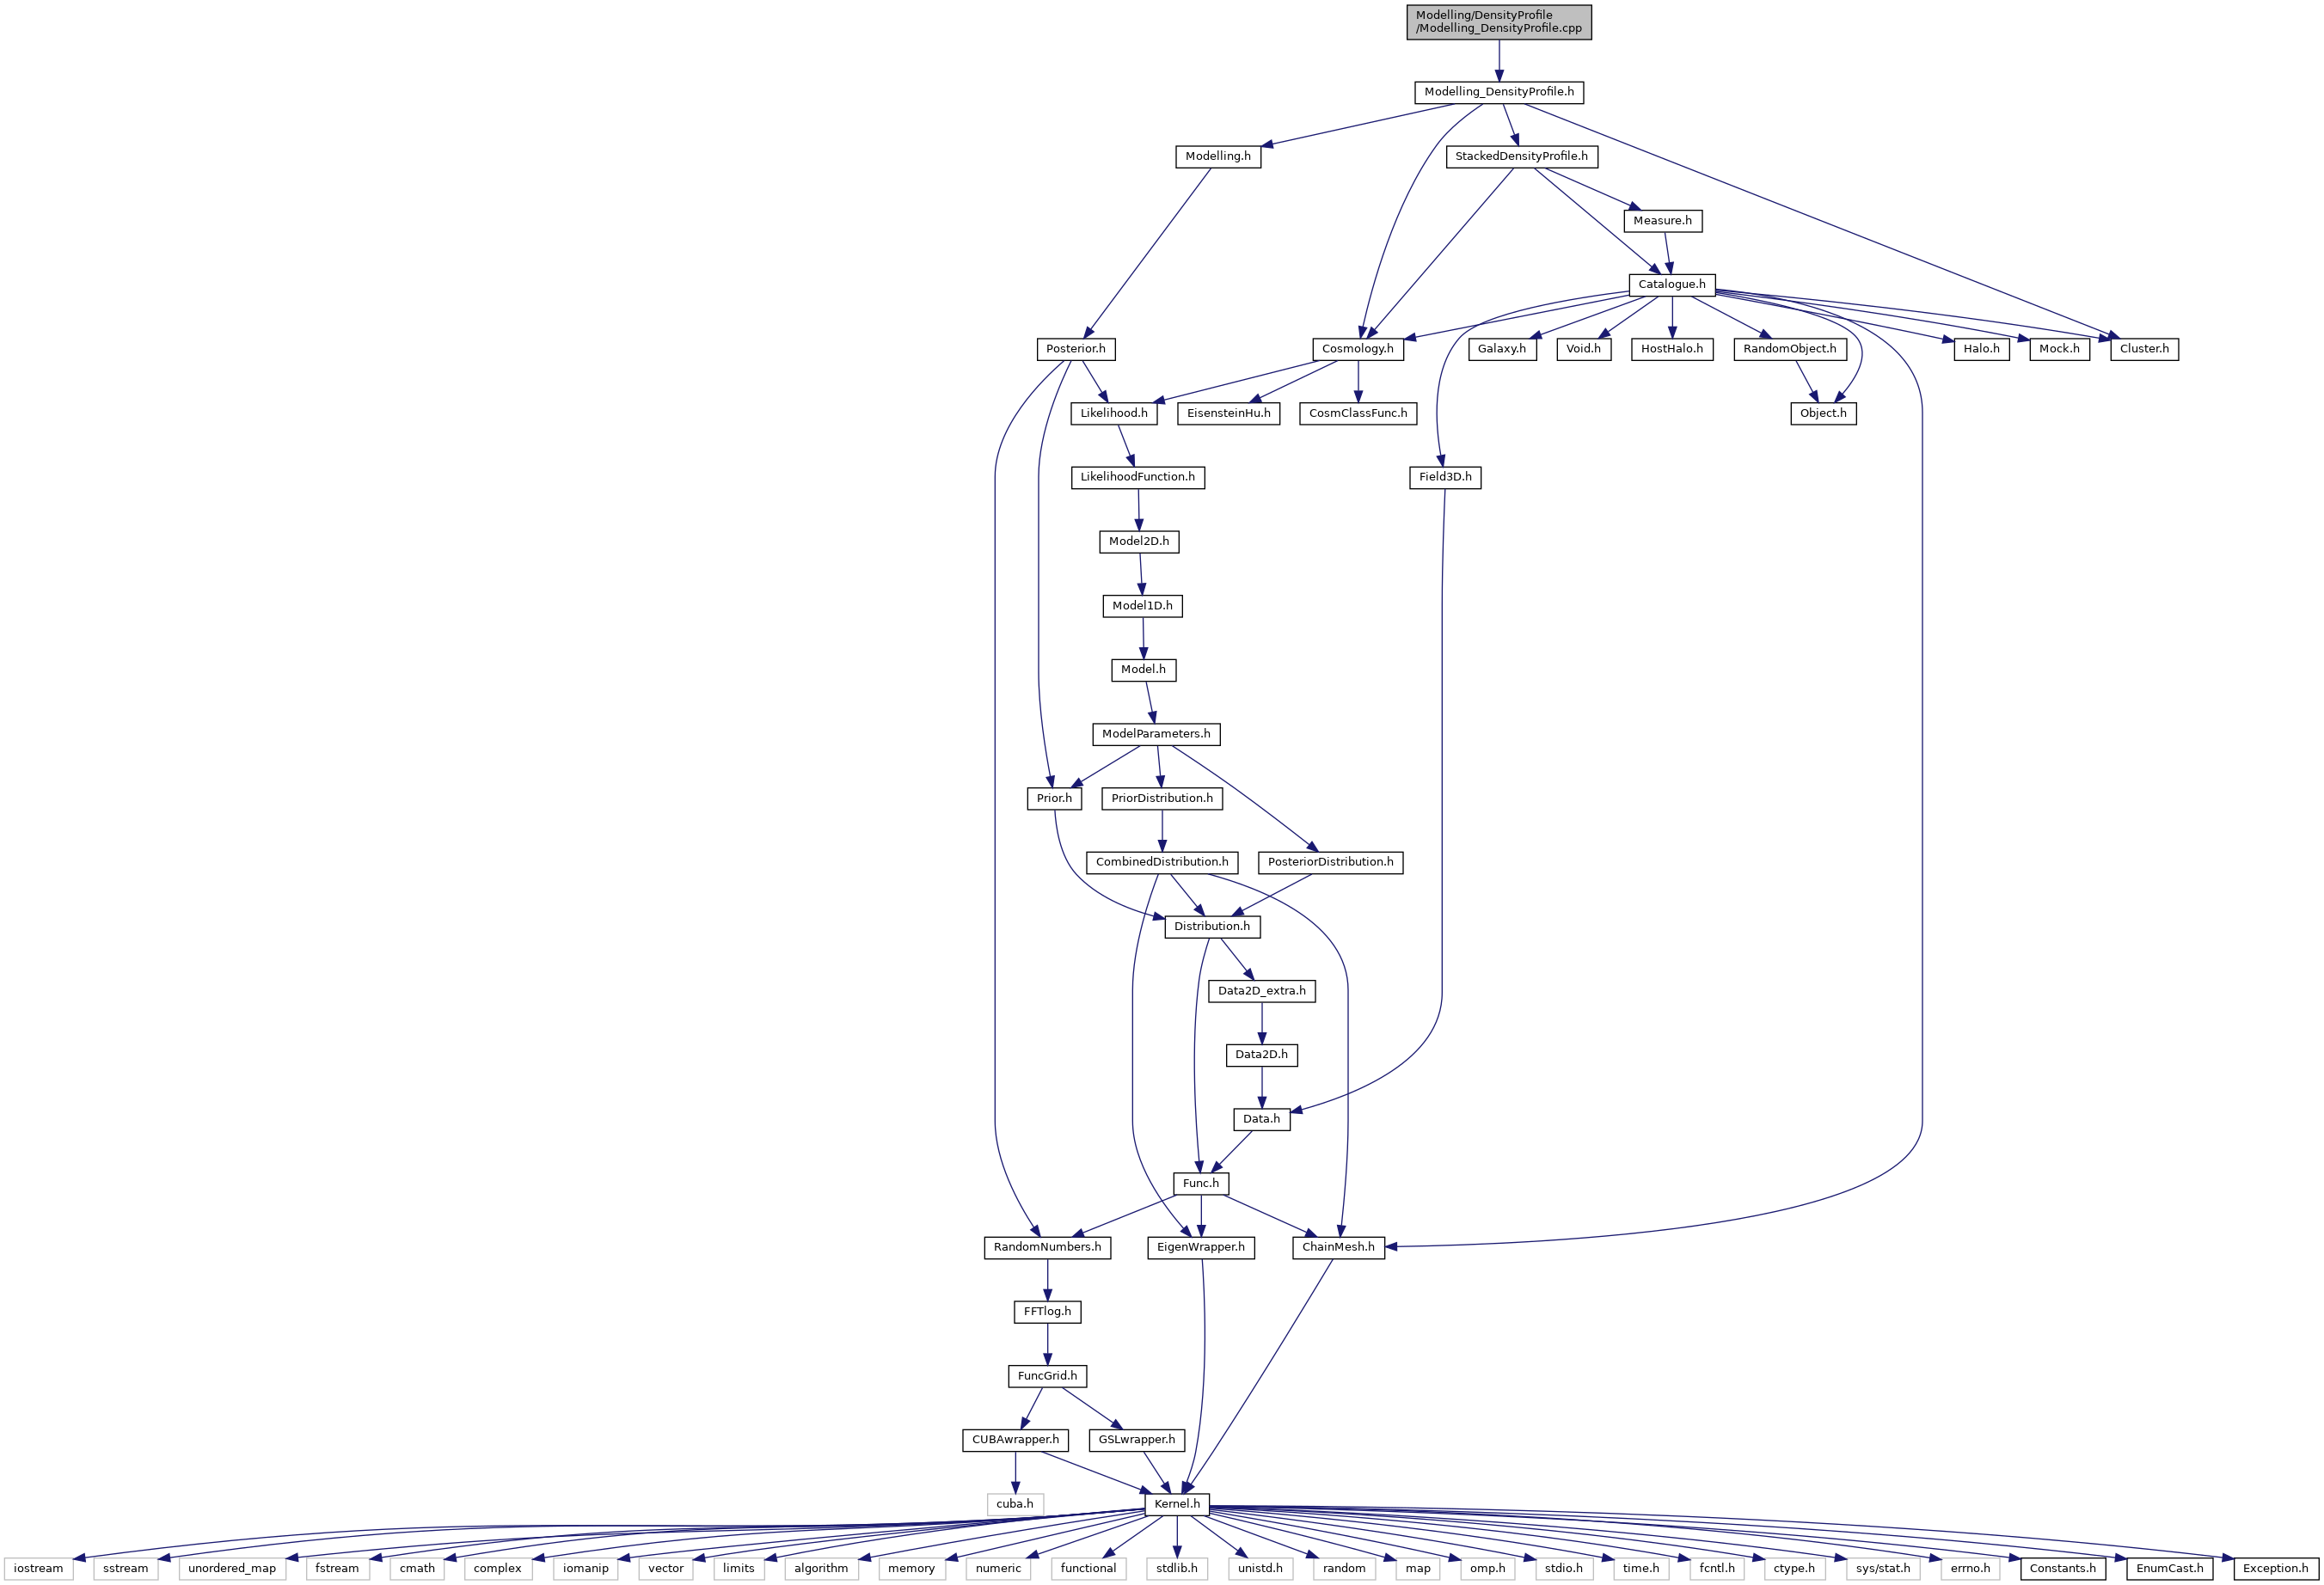 Modelling/DensityProfile
/Modelling_DensityProfile.cpp
Modelling_DensityProfile.h
Modelling.h
StackedDensityProfile.h
Measure.h
Catalogue.h
Posterior.h
Cosmology.h
Galaxy.h
Void.h
HostHalo.h
RandomObject.h
Halo.h
Mock.h
Cluster.h
Likelihood.h
EisensteinHu.h
CosmClassFunc.h
Object.h
LikelihoodFunction.h
Field3D.h
Model2D.h
Model1D.h
Model.h
ModelParameters.h
Prior.h
PriorDistribution.h
CombinedDistribution.h
PosteriorDistribution.h
Distribution.h
Data2D_extra.h
Data2D.h
Data.h
Func.h
RandomNumbers.h
EigenWrapper.h
ChainMesh.h
FFTlog.h
FuncGrid.h
CUBAwrapper.h
GSLwrapper.h
cuba.h
Kernel.h
iostream
sstream
unordered_map
fstream
cmath
complex
iomanip
vector
limits
algorithm
memory
numeric
functional
stdlib.h
unistd.h
random
map
omp.h
stdio.h
time.h
fcntl.h
ctype.h
sys/stat.h
errno.h
Constants.h
EnumCast.h
Exception.h